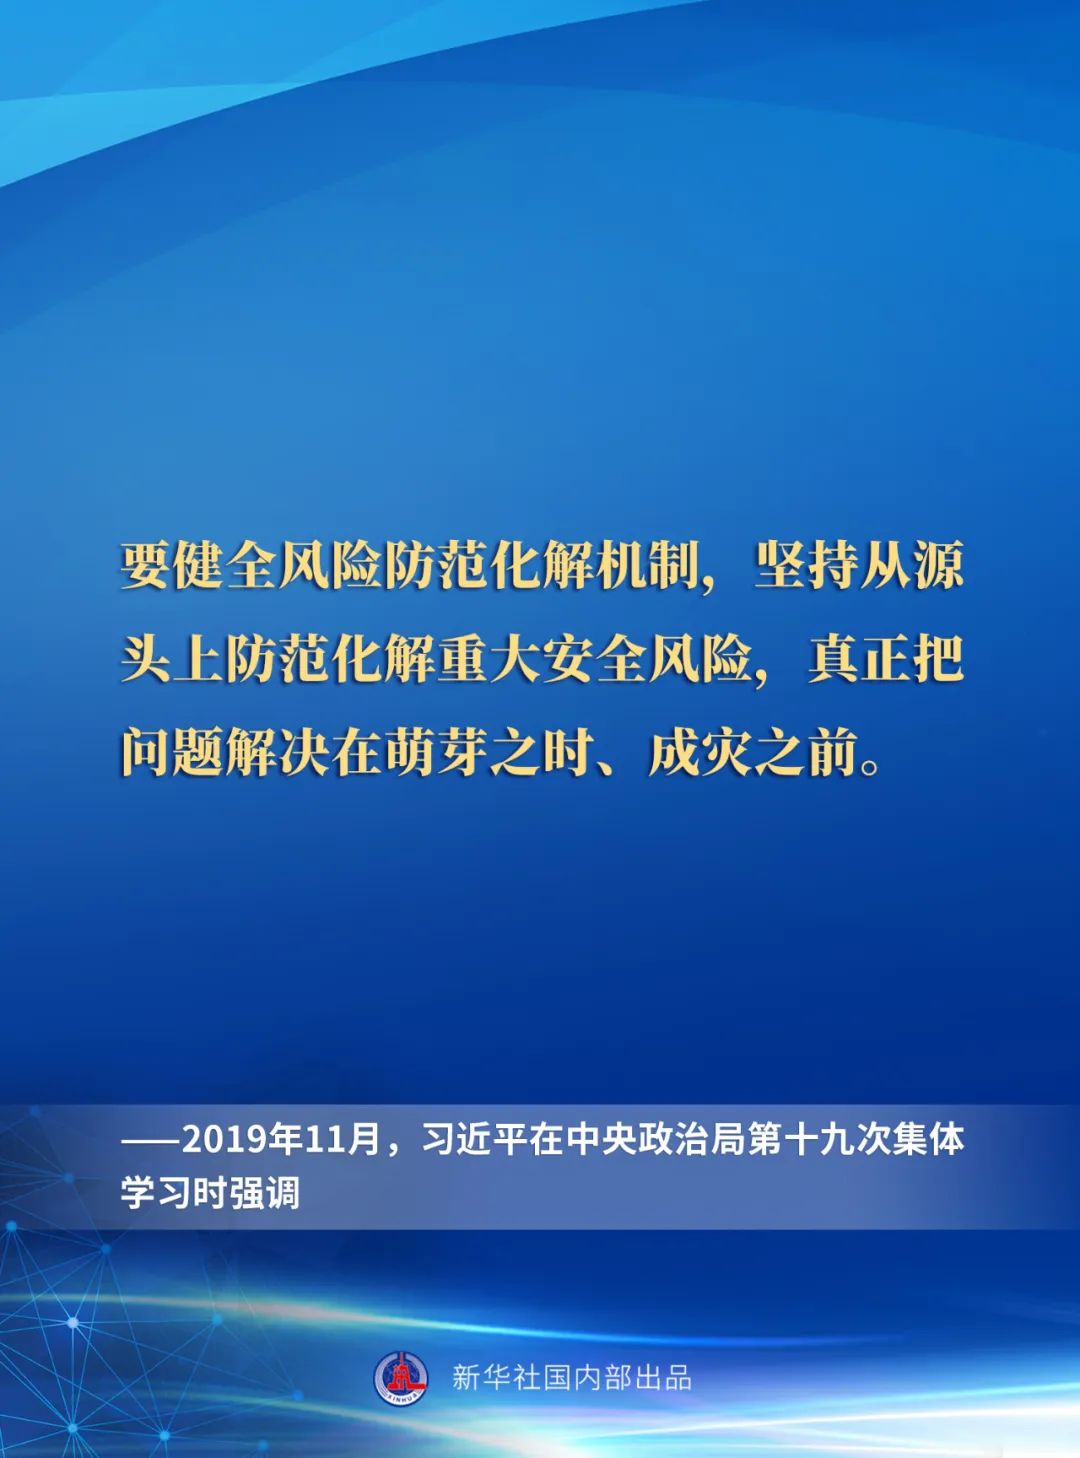 要健全风险防范化解机制，坚持从源
头上防范化解重大安全风险，真正把
问题解决在萌芽之时、成灾之前。
——2019年11月，习近平在中央政治局第十九次集体
学习时强调
XINHUA
新华社国内部出品